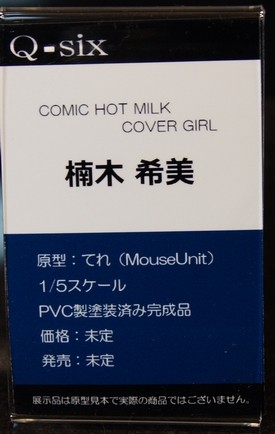 Q-six
COMIC HOT MILK
COVER GIRL
楠木 希美
原型：てれ（MouseUnit）
1/5スケール
PVC製塗装済み完成品
価格：未定
発売：未定
展示品は原型見本で実際の商品ではございません。